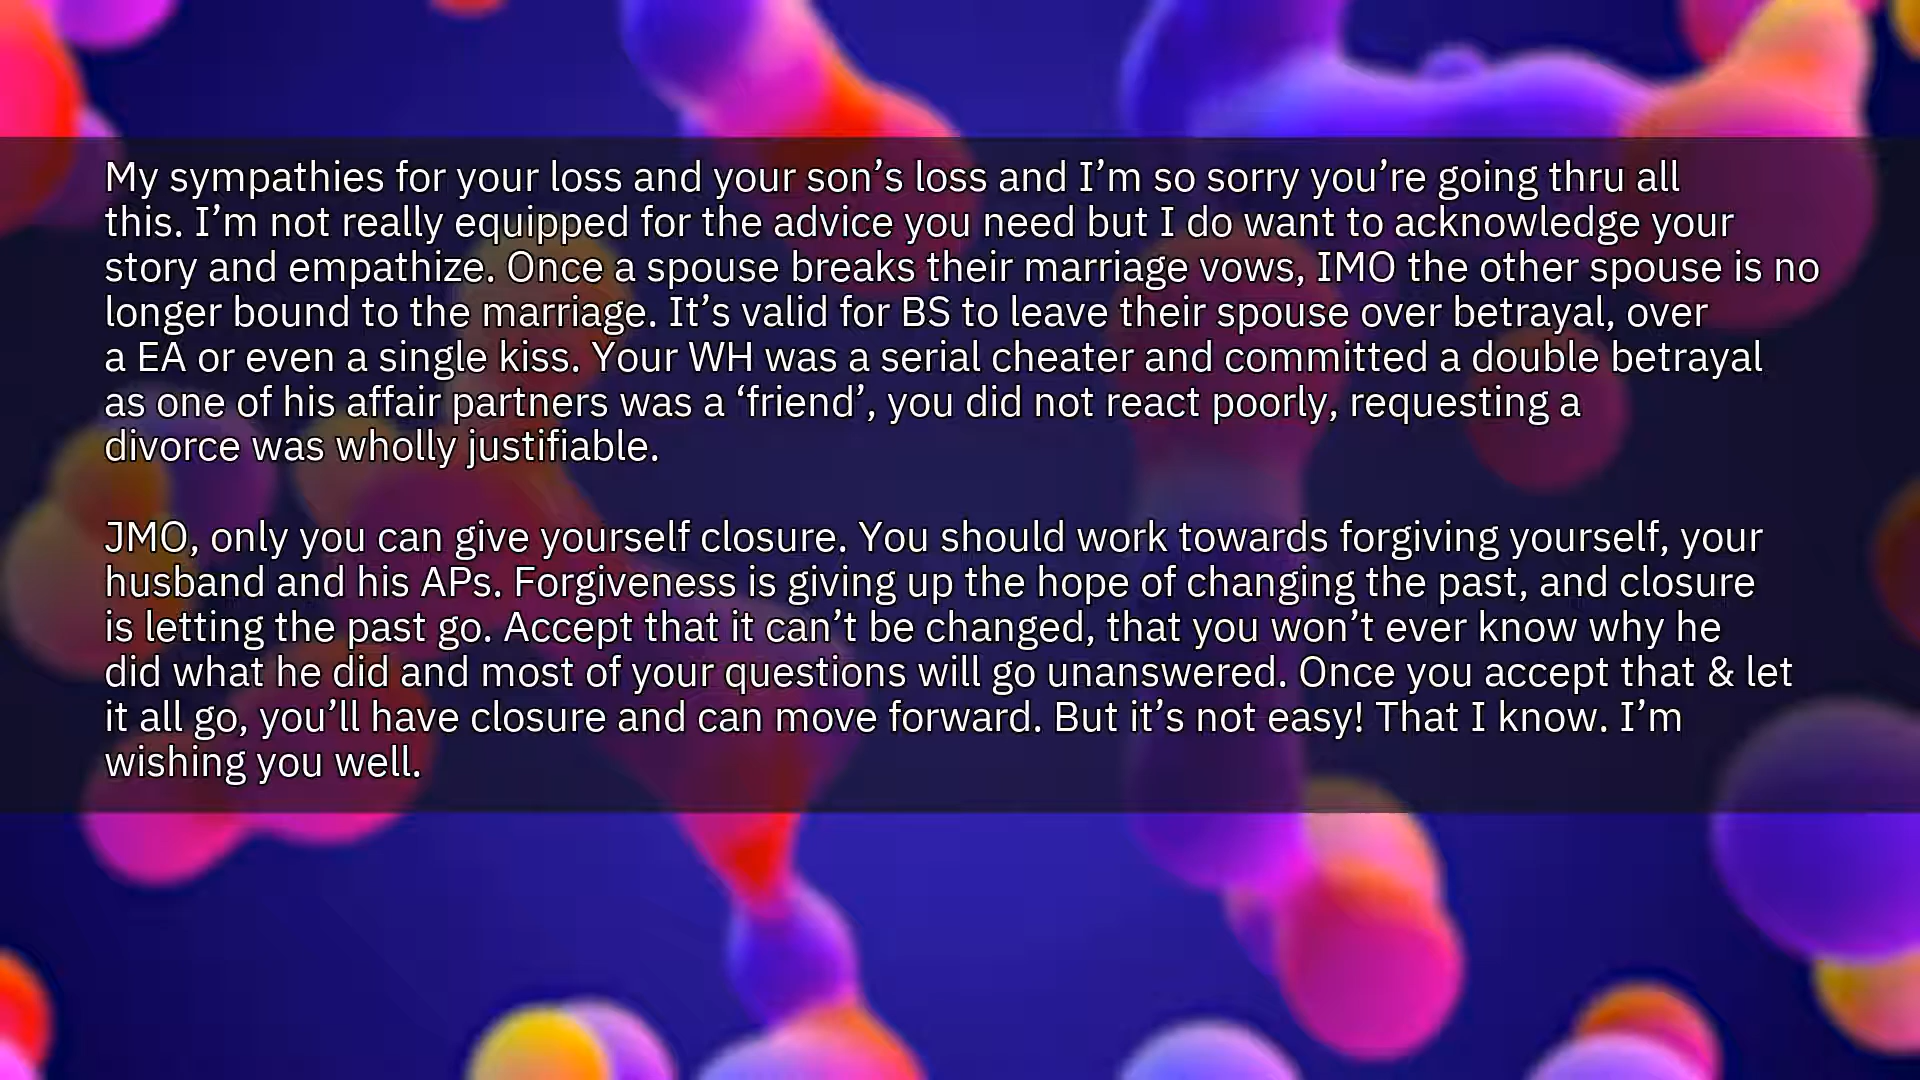 My sympathies for your loss and your son’s loss and I’m so sorry you’re going thru all
this. I’m not really equipped for the advice you need but I do want to acknowledge your
story and empathize. Once a spouse breaks their marriage vows, IMO the other spouse is no
longer bound to the marriage. It’s valid for BS to leave their spouse over betrayal, over
a EA or even a single kiss. Your WH was a serial cheater and committed a double betrayal
as one of his affair partners was a ‘friend’, you did not react poorly, requesting a
divorce was wholly justifiable.

JMO, only you can give yourself closure. You should work towards forgiving yourself, your
husband and his APs. Forgiveness is giving up the hope of changing the past, and closure
is letting the past go. Accept that it can’t be changed, that you won’t ever know why he
did what he did and most of your questions will go unanswered. Once you accept that & let
it all go, you’ll have closure and can move forward. But it’s not easy! That I know. I’m
wishing you well.